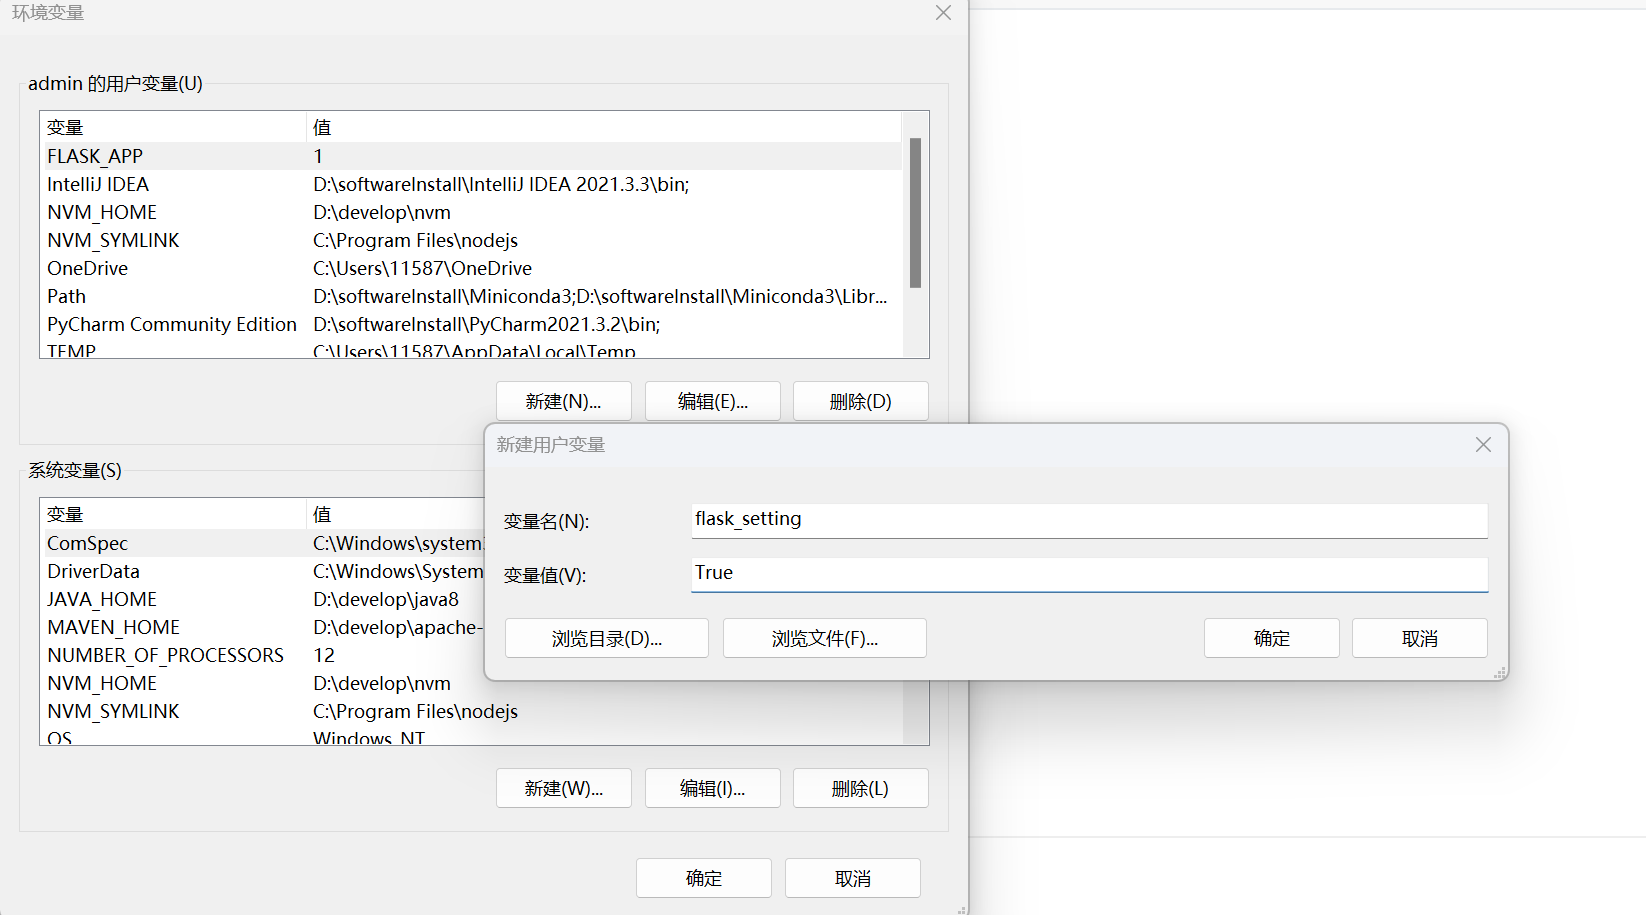 环境变量
admin 的用户变量(U)
变量 值
FLASK_APP 1
IntelliJ IDEA D:\softwareInstall\IntelliJ IDEA 2021.3.3\bin;
NVM_HOME D:\develop\nvm
NVM_SYMLINK C:\Program Files\nodejs
OneDrive C:\Users\11587\OneDrive
Path D:\softwareInstall\Miniconda3;D:\softwareInstall\Miniconda3\Libr...
PyCharm Community Edition D:\softwareInstall\PyCharm2021.3.2\bin;
TEMP C:\Users\11587\AppData\Local\Temp
新建(N)... 编辑(E)... 删除(D)
新建用户变量
变量名(N): flask_setting
变量值(V): True
浏览目录(D)... 浏览文件(F)... 确定 取消
系统变量(S)
变量 值
ComSpec C:\Windows\system
DriverData C:\Windows\System
JAVA_HOME D:\develop\java8
MAVEN_HOME D:\develop\apache-
NUMBER_OF_PROCESSORS 12
NVM_HOME D:\develop\nvm
NVM_SYMLINK C:\Program Files\nodejs
OS Windows_NT
新建(W)... 编辑(I)... 删除(L)
确定 取消